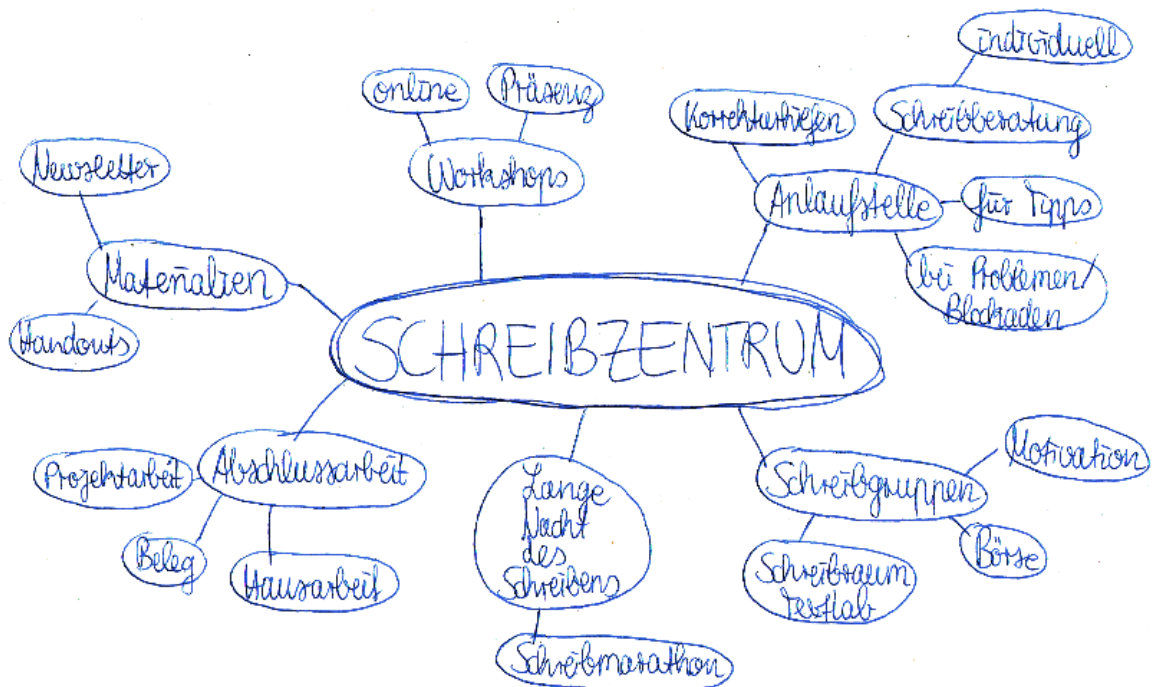 individuell
online
Präsenz
Korrekturhilfen
Schreibberatung
Newsletter
Workshops
Anlaufstelle
für Tipps
Materialien
bei Problemen/
Blockaden
Handouts
SCHREIBZENTRUM
Motivation
Projektarbeit
Abschlussarbeit
Lange
Nacht
des
Schreibens
Schreibgruppen
Börse
Beleg
Hausarbeit
Schreibraum
Textlab
Schreibmarathon